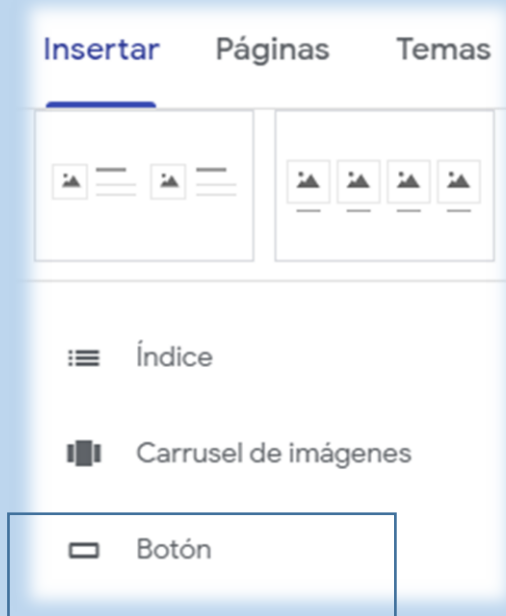 Insertar Páginas Temas
Índice
Carrusel de imágenes
Botón